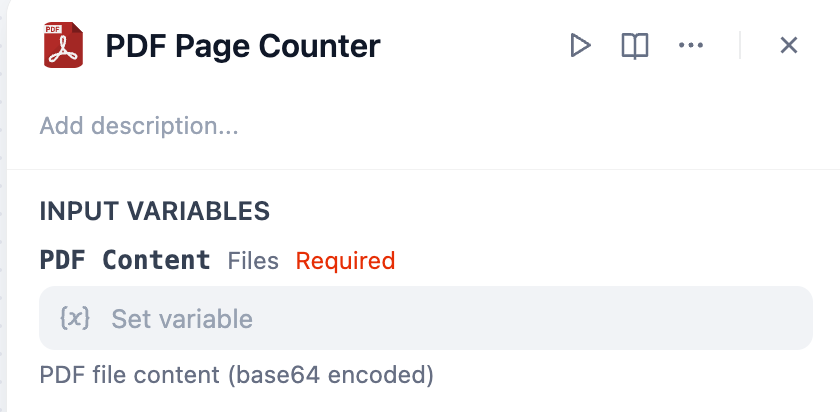 PDF
PDF Page Counter
Add description...
INPUT VARIABLES
PDF Content Files Required
{x} Set variable
PDF file content (base64 encoded)